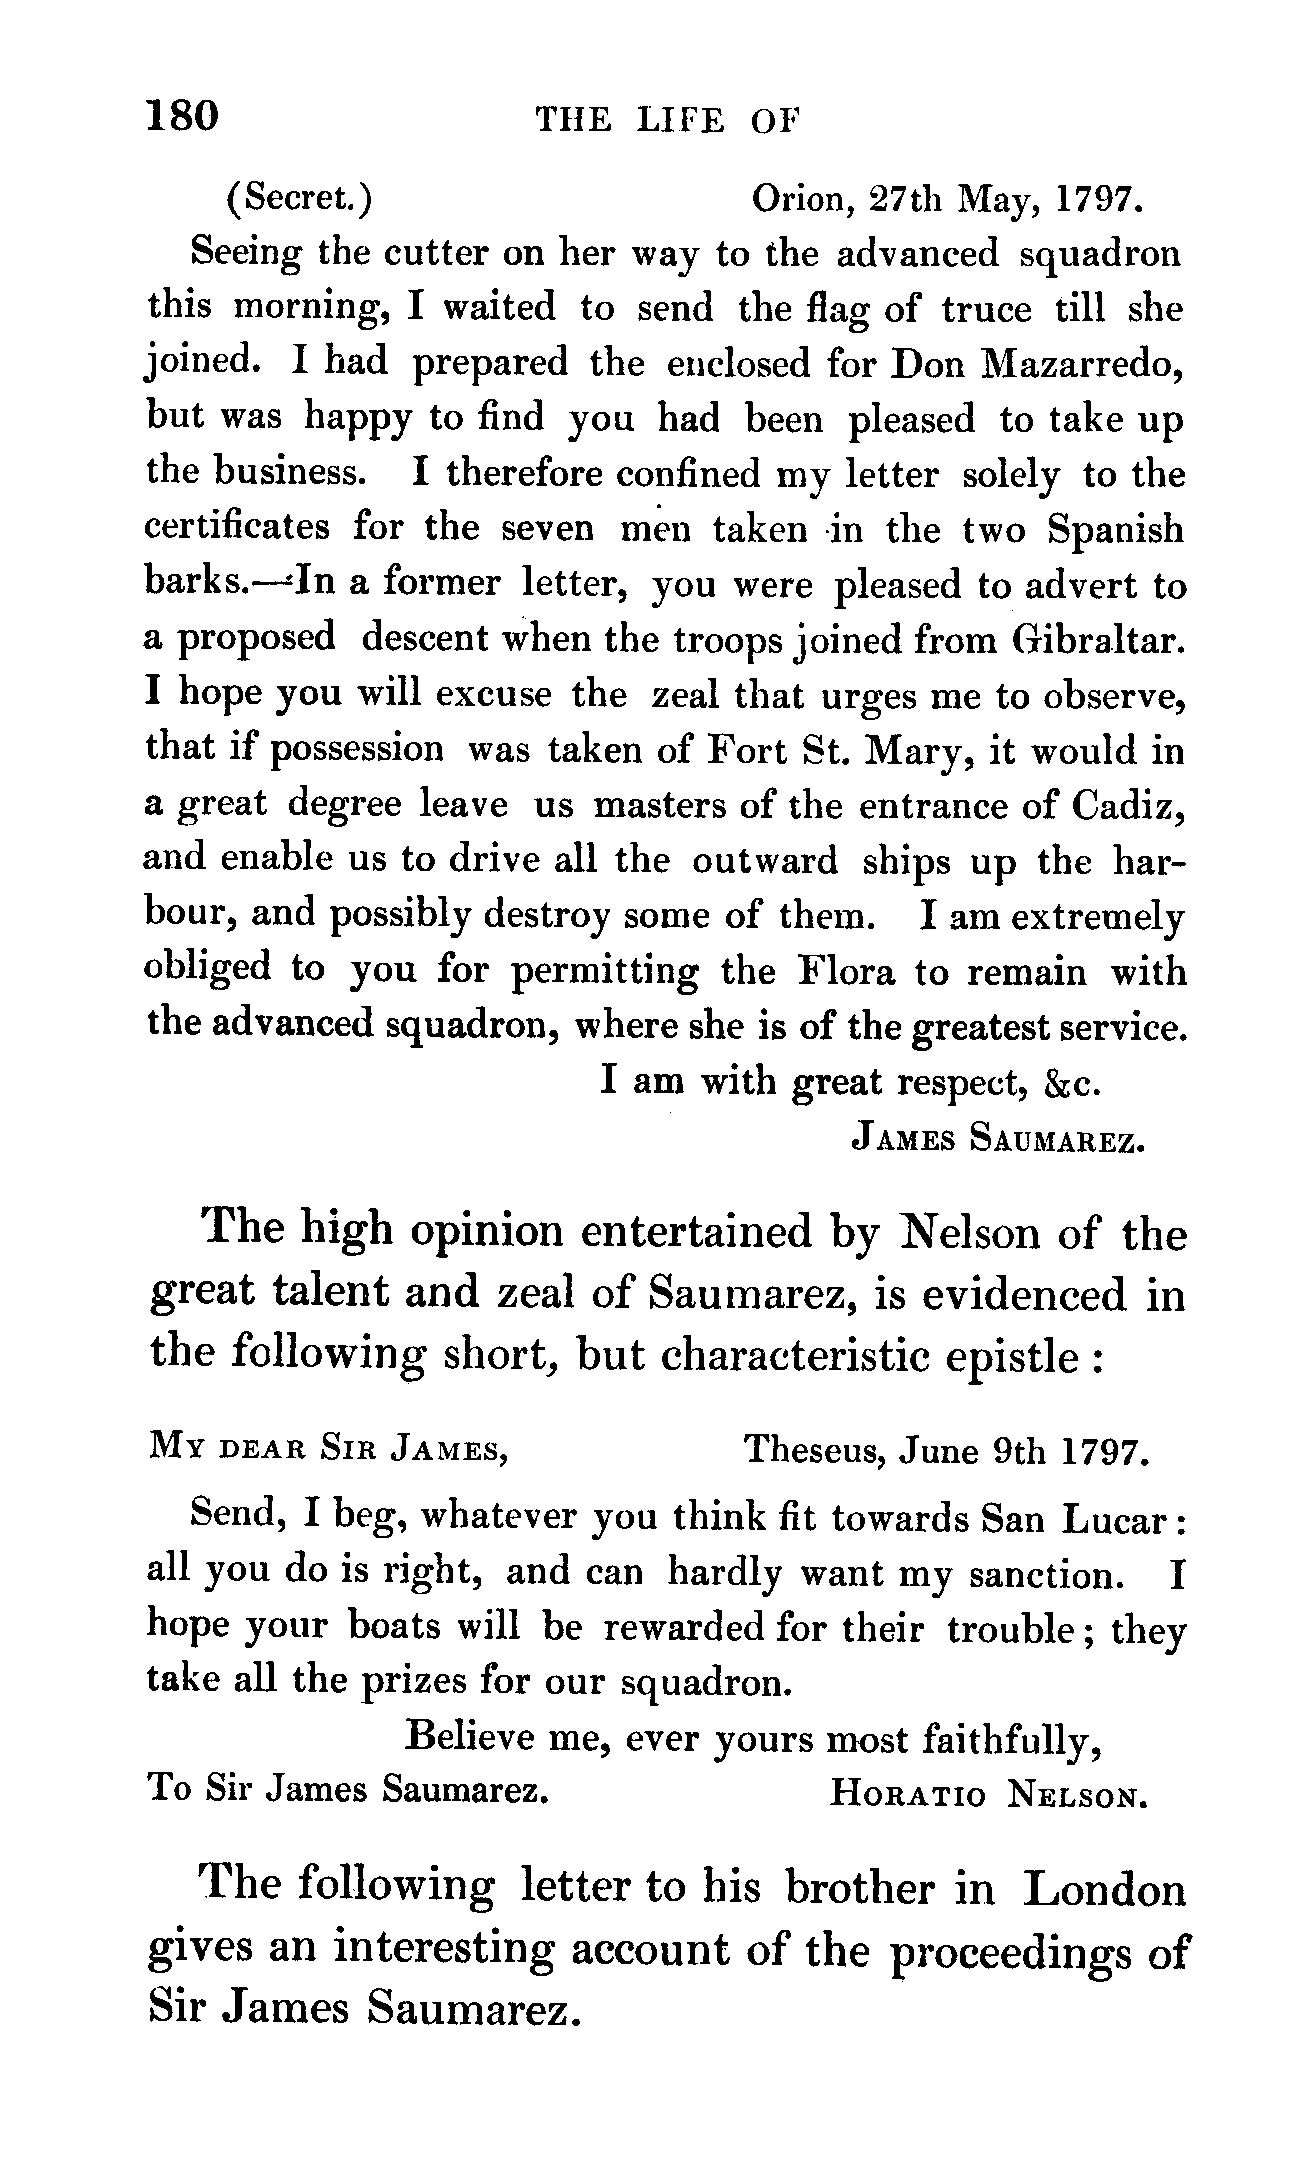 180 THE LIFE OF
(Secret.) Orion, 27th May, 1797.
Seeing the cutter on her way to the advanced squadron
this morning, I waited to send the flag of truce till she
joined. I had prepared the enclosed for Don Mazarredo,
but was happy to find you had been pleased to take up
the business. I therefore confined my letter solely to the
certificates for the seven men taken in the two Spanish
barks.—In a former letter, you were pleased to advert to
a proposed descent when the troops joined from Gibraltar.
I hope you will excuse the zeal that urges me to observe,
that if possession was taken of Fort St. Mary, it would in
a great degree leave us masters of the entrance of Cadiz,
and enable us to drive all the outward ships up the har-
bour, and possibly destroy some of them. I am extremely
obliged to you for permitting the Flora to remain with
the advanced squadron, where she is of the greatest service.
I am with great respect, &c.
JAMES SAUMAREZ.
The high opinion entertained by Nelson of the
great talent and zeal of Saumarez, is evidenced in
the following short, but characteristic epistle :
MY DEAR SIR JAMES, Theseus, June 9th 1797.
Send, I beg, whatever you think fit towards San Lucar :
all you do is right, and can hardly want my sanction. I
hope your boats will be rewarded for their trouble ; they
take all the prizes for our squadron.
Believe me, ever yours most faithfully,
To Sir James Saumarez. HORATIO NELSON.
The following letter to his brother in London
gives an interesting account of the proceedings of
Sir James Saumarez.